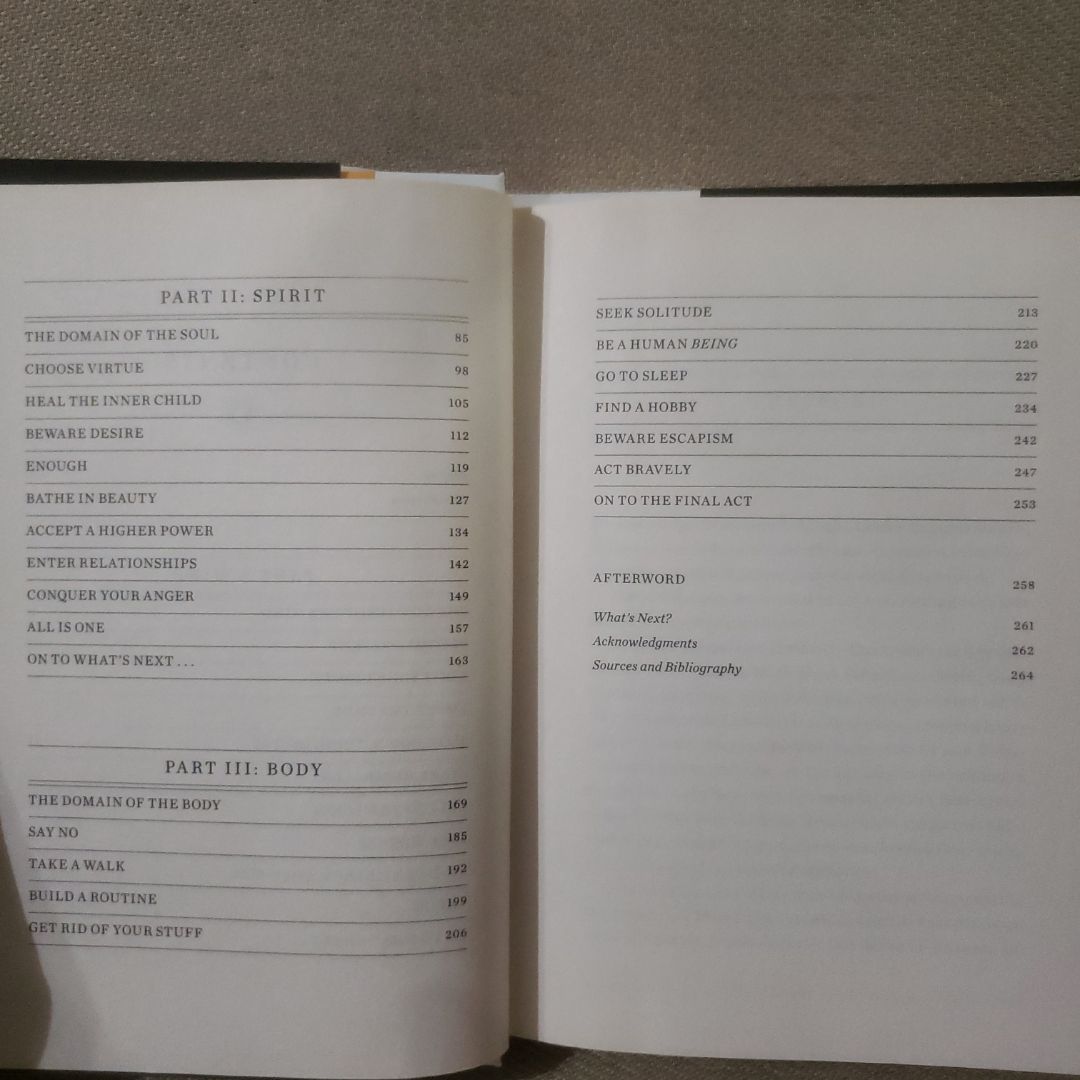 PART II: SPIRIT
THE DOMAIN OF THE SOUL 85
CHOOSE VIRTUE 98
HEAL THE INNER CHILD 105
BEWARE DESIRE 112
ENOUGH 119
BATHE IN BEAUTY 127
ACCEPT A HIGHER POWER 134
ENTER RELATIONSHIPS 142
CONQUER YOUR ANGER 149
ALL IS ONE 157
ON TO WHAT'S NEXT... 163
PART III: BODY
THE DOMAIN OF THE BODY 169
SAY NO 185
TAKE A WALK 192
BUILD A ROUTINE 199
GET RID OF YOUR STUFF 206
SEEK SOLITUDE 213
BE A HUMAN BEING 220
GO TO SLEEP 227
FIND A HOBBY 234
BEWARE ESCAPISM 242
ACT BRAVELY 247
ON TO THE FINAL ACT 253
AFTERWORD 258
What's Next? 261
Acknowledgments 262
Sources and Bibliography 264